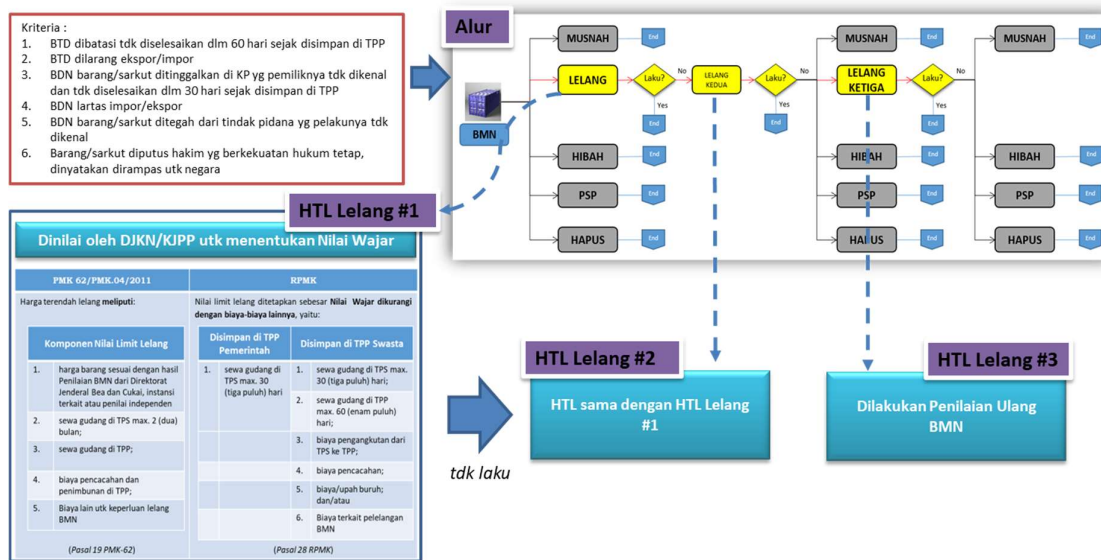 Kriteria :
1. BTD dibatasi tdk diselesaikan dlm 60 hari sejak disimpan di TPP
2. BTD dilarang ekspor/impor
3. BDN barang/sarkut ditinggalkan di KP yg pemiliknya tdk dikenal
dan tdk diselesaikan dlm 30 hari sejak disimpan di TPP
4. BDN lartas impor/ekspor
5. BDN barang/sarkut ditegah dari tindak pidana yg pelakunya tdk
dikenal
6. Barang/sarkut diputus hakim yg berkekuatan hukum tetap,
dinyatakan dirampas utk negara
Alur
BMN
MUSNAH
End
LELANG
Laku?
No
Yes
End
LELANG
KEDUA
Laku?
No
Yes
End
HIBAH
End
PSP
End
HAPUS
End
MUSNAH
End
LELANG
KETIGA
Laku?
No
Yes
End
HIBAH
End
PSP
End
HAPUS
End
MUSNAH
End
HIBAH
End
PSP
End
HAPUS
End
HTL Lelang #1
Dinilai oleh DJKN/KJPP utk menentukan Nilai Wajar
PMK 62/PMK.04/2011
Harga terendah lelang meliputi:
Komponen Nilai Limit Lelang
1. harga barang sesuai dengan hasil
Penilaian BMN dari Direktorat
Jenderal Bea dan Cukai, instansi
terkait atau penilai independen
2. sewa gudang di TPS max. 2 (dua)
bulan;
3. sewa gudang di TPP;
4. biaya pencacahan dan
penimbunan di TPP;
5. Biaya lain utk keperluan lelang
BMN
(Pasal 19 PMK-62)
RPMK
Nilai limit lelang ditetapkan sebesar Nilai Wajar dikurangi
dengan biaya-biaya lainnya, yaitu:
Disimpan di TPP
Pemerintah
1. sewa gudang di
TPS max. 30
(tiga puluh) hari
Disimpan di TPP Swasta
1. sewa gudang di TPS max.
30 (tiga puluh) hari;
2. sewa gudang di TPP
max. 60 (enam puluh)
hari;
3. biaya pengangkutan dari
TPS ke TPP;
4. biaya pencacahan;
5. biaya/upah buruh;
dan/atau
6. Biaya terkait pelelangan
BMN
(Pasal 28 RPMK)
tdk laku
HTL Lelang #2
HTL sama dengan HTL Lelang
#1
HTL Lelang #3
Dilakukan Penilaian Ulang
BMN